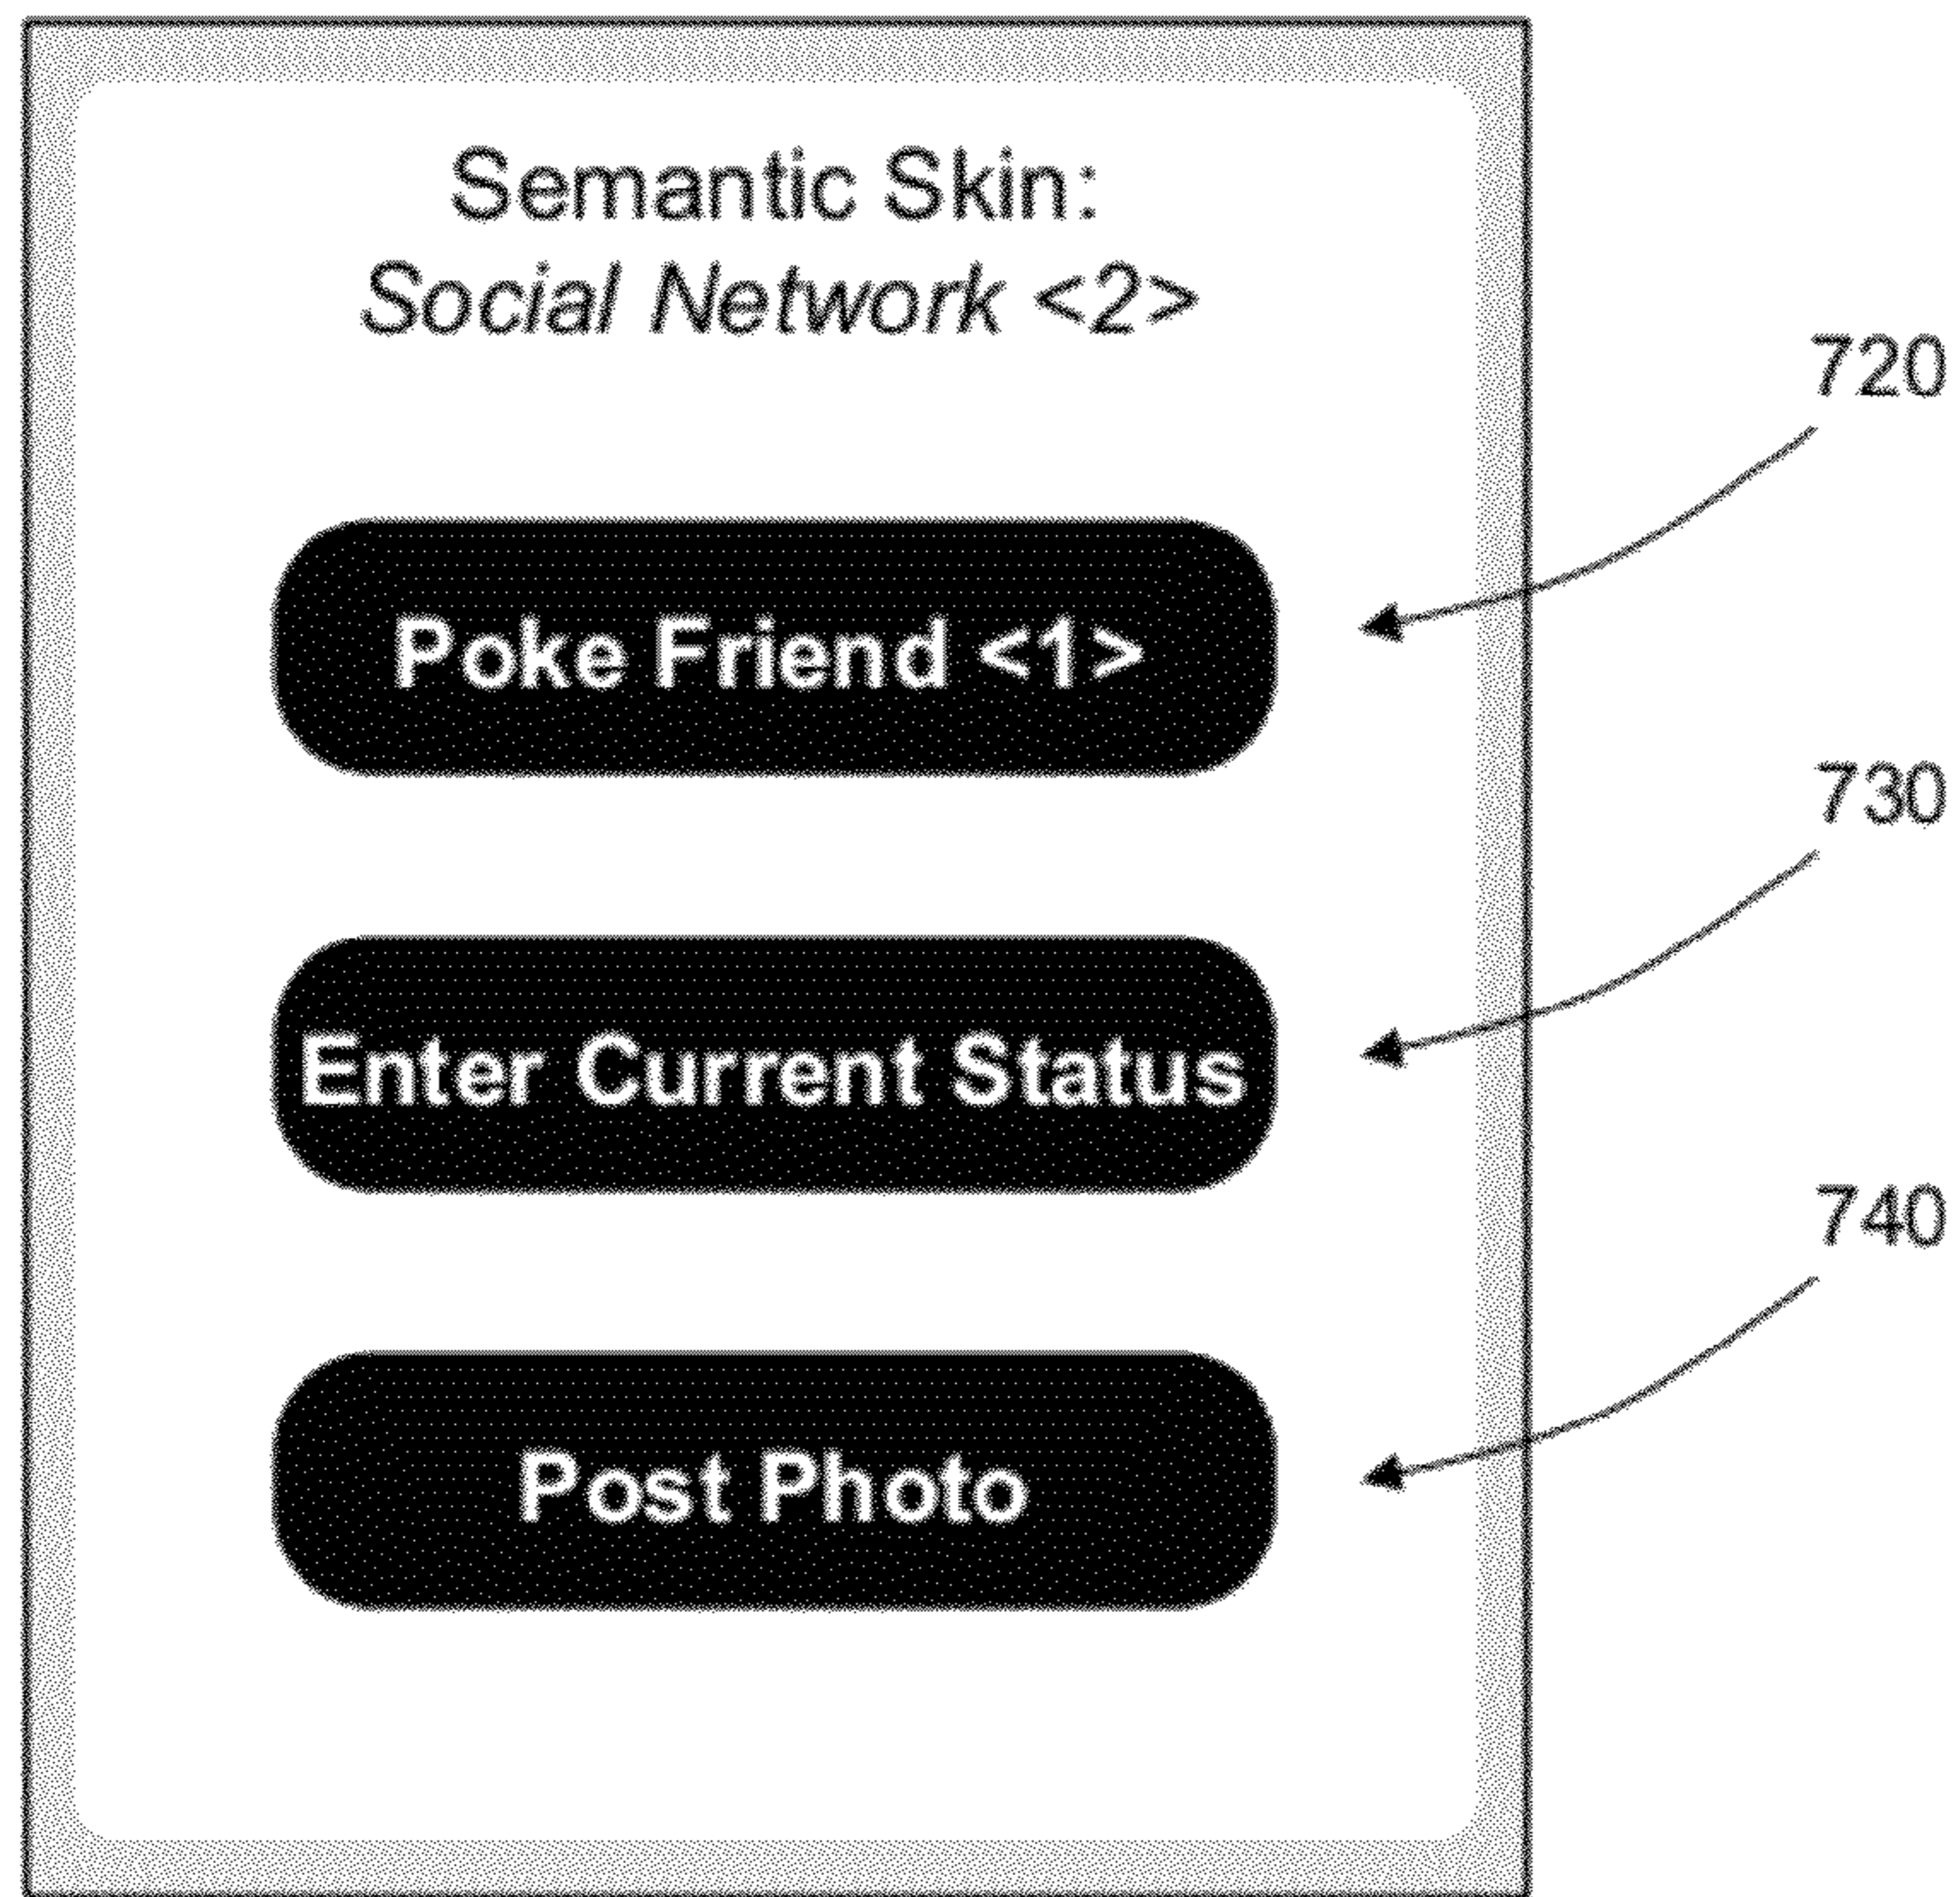 Semantic Skin:
Social Network <2>
720
Poke Friend <1>
730
Enter Current Status
740
Post Photo